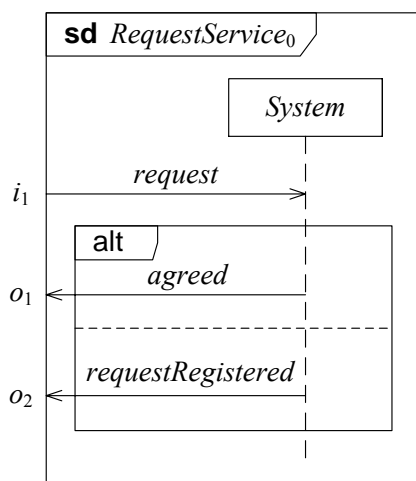 sd RequestService₀
System
request
i₁
alt
agreed
o₁
requestRegistered
o₂